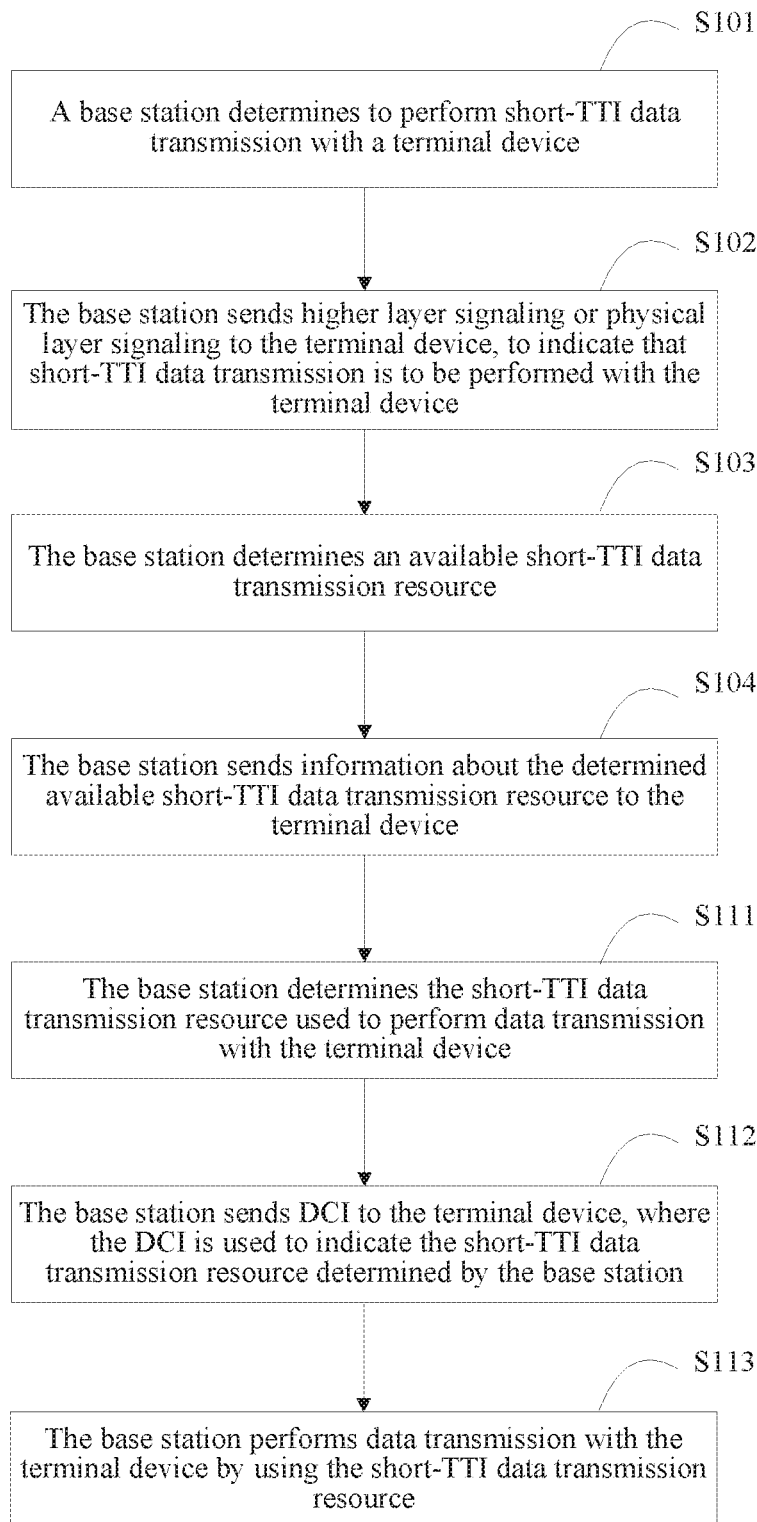 S101
A base station determines to perform short-TTI data
transmission with a terminal device
S102
The base station sends higher layer signaling or physical
layer signaling to the terminal device, to indicate that
short-TTI data transmission is to be performed with the
terminal device
S103
The base station determines an available short-TTI data
transmission resource
S104
The base station sends information about the determined
available short-TTI data transmission resource to the
terminal device
S111
The base station determines the short-TTI data
transmission resource used to perform data transmission
with the terminal device
S112
The base station sends DCI to the terminal device, where
the DCI is used to indicate the short-TTI data
transmission resource determined by the base station
S113
The base station performs data transmission with the
terminal device by using the short-TTI data transmission
resource